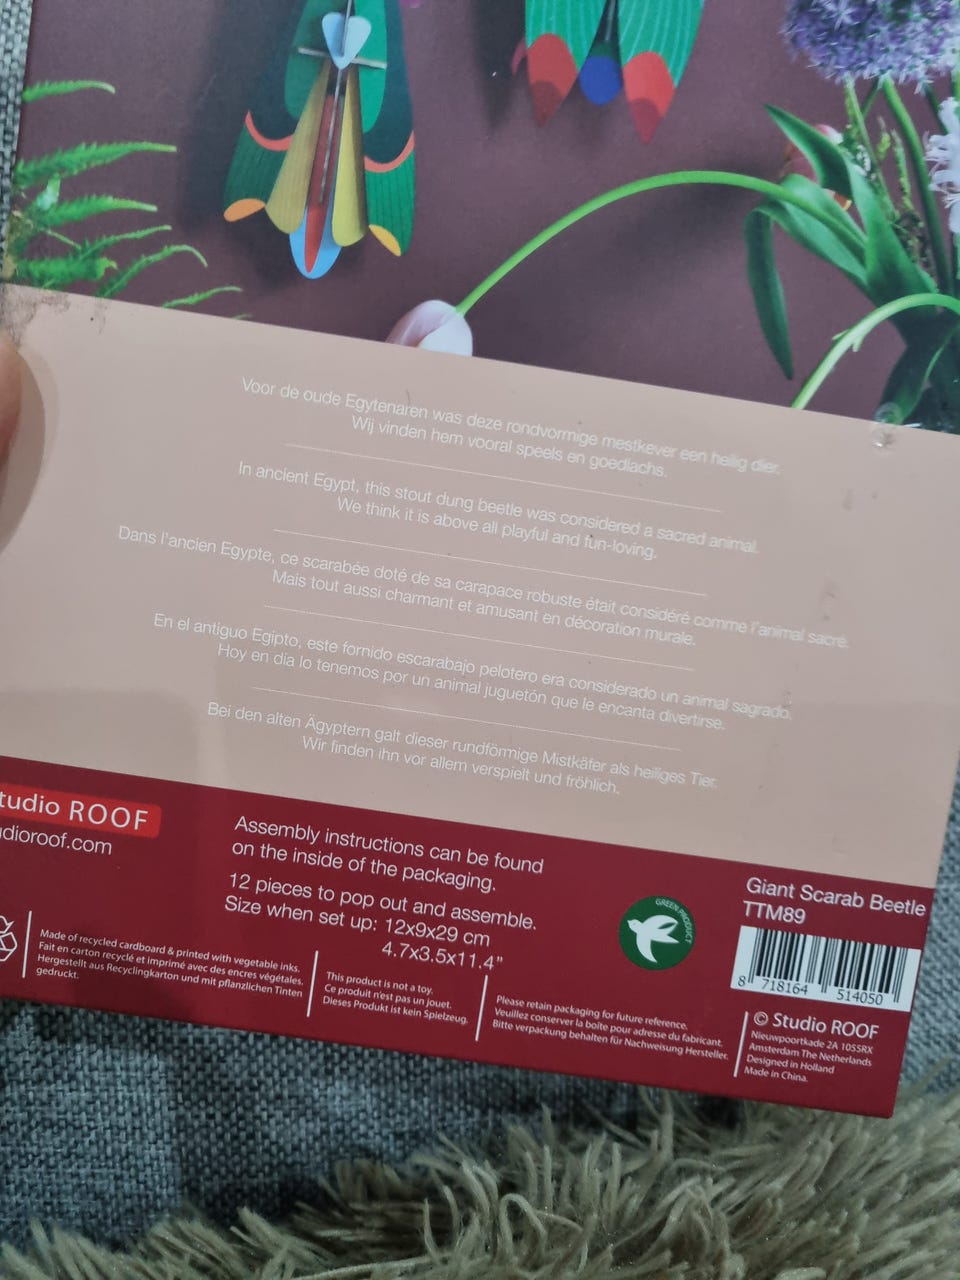 Voor de oude Egytenaren was deze rondvormige mestkever een heilig dier.
Wij vinden hem vooral speels en goedlachs.
In ancient Egypt, this stout dung beetle was considered a sacred animal.
We think it is above all playful and fun-loving.
Dans l'ancien Egypte, ce scarabée doté de sa carapace robuste était considéré comme l'animal sacré.
Mais tout aussi charmant et amusant en décoration murale.
En el antiguo Egipto, este fornido escarabajo pelotero era considerado un animal sagrado.
Hoy en día lo tenemos por un animal juguetón que le encanta divertirse.
Bei den alten Ägyptern galt dieser rundförmige Mistkäfer als heiliges Tier.
Wir finden ihn vor allem verspielt und fröhlich.
tudio ROOF
dioroof.com
Made of recycled cardboard & printed with vegetable inks.
Fait en carton recyclé et imprimé avec des encres végétales.
Hergestellt aus Recyclingkarton und mit pflanzlichen Tinten
gedruckt.
Assembly instructions can be found
on the inside of the packaging.
12 pieces to pop out and assemble.
Size when set up: 12x9x29 cm
4.7x3.5x11.4"
This product is not a toy.
Ce produit n'est pas un jouet.
Dieses Produkt ist kein Spielzeug.
GREEN PRODUCT
Please retain packaging for future reference.
Veuillez conserver la boîte pour adresse du fabricant.
Bitte verpackung behalten für Nachweisung Hersteller.
Giant Scarab Beetle
TTM89
8 718164 514050
© Studio ROOF
Nieuwpoortkade 2A 1055RX
Amsterdam The Netherlands
Designed in Holland
Made in China.